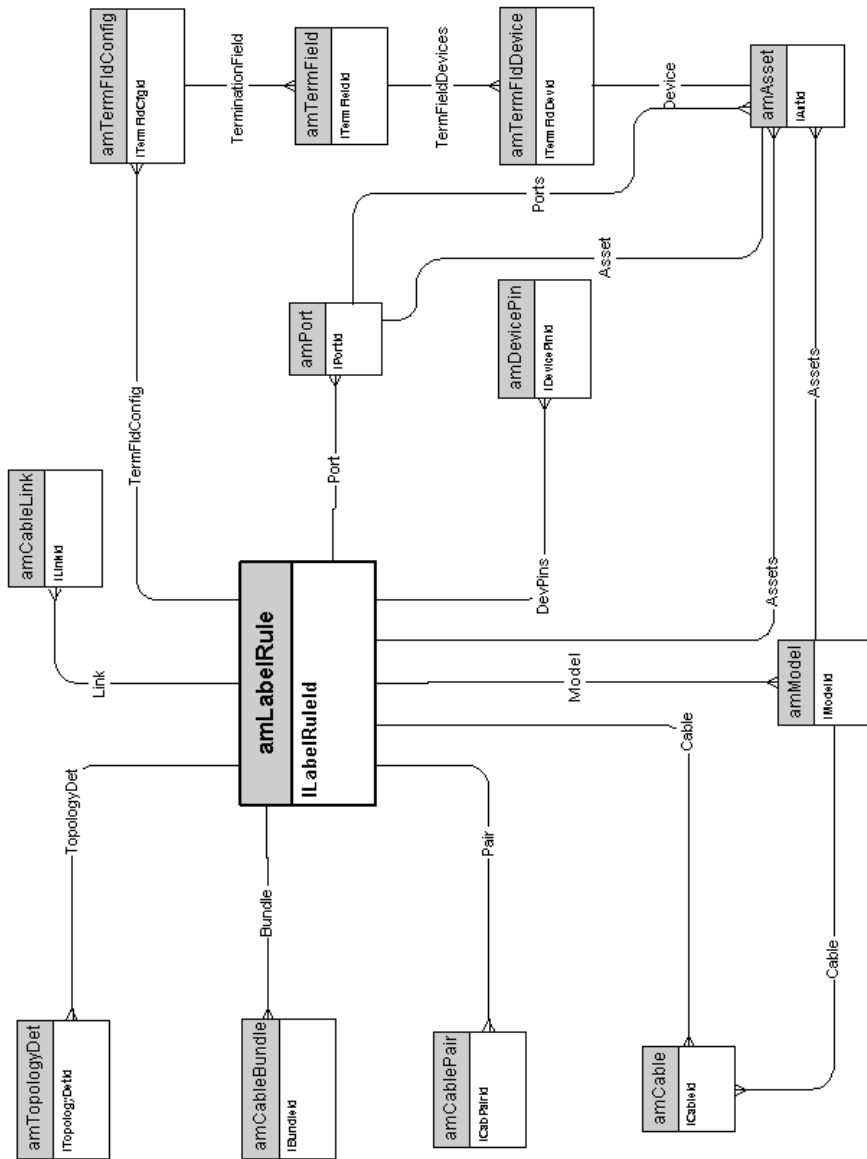 amTopologyDet
lTopologyDetId
TopologyDet
amCableBundle
lBundleId
Bundle
amCablePair
lCabPairId
Pair
amCable
lCableId
Cable
Cable
amCableLink
lLinkId
Link
amLabelRule
lLabelRuleId
amModel
lModelId
Model
TermFldConfig
amTermFldConfig
lTermFldCfgId
TerminationField
amTermField
lTermFieldId
TermFieldDevices
amTermFldDevice
lTermFldDevId
Device
Port
amPort
lPortId
Ports
Asset
amDevicePin
lDevicePinId
DevPins
Assets
Assets
amAsset
lAstId